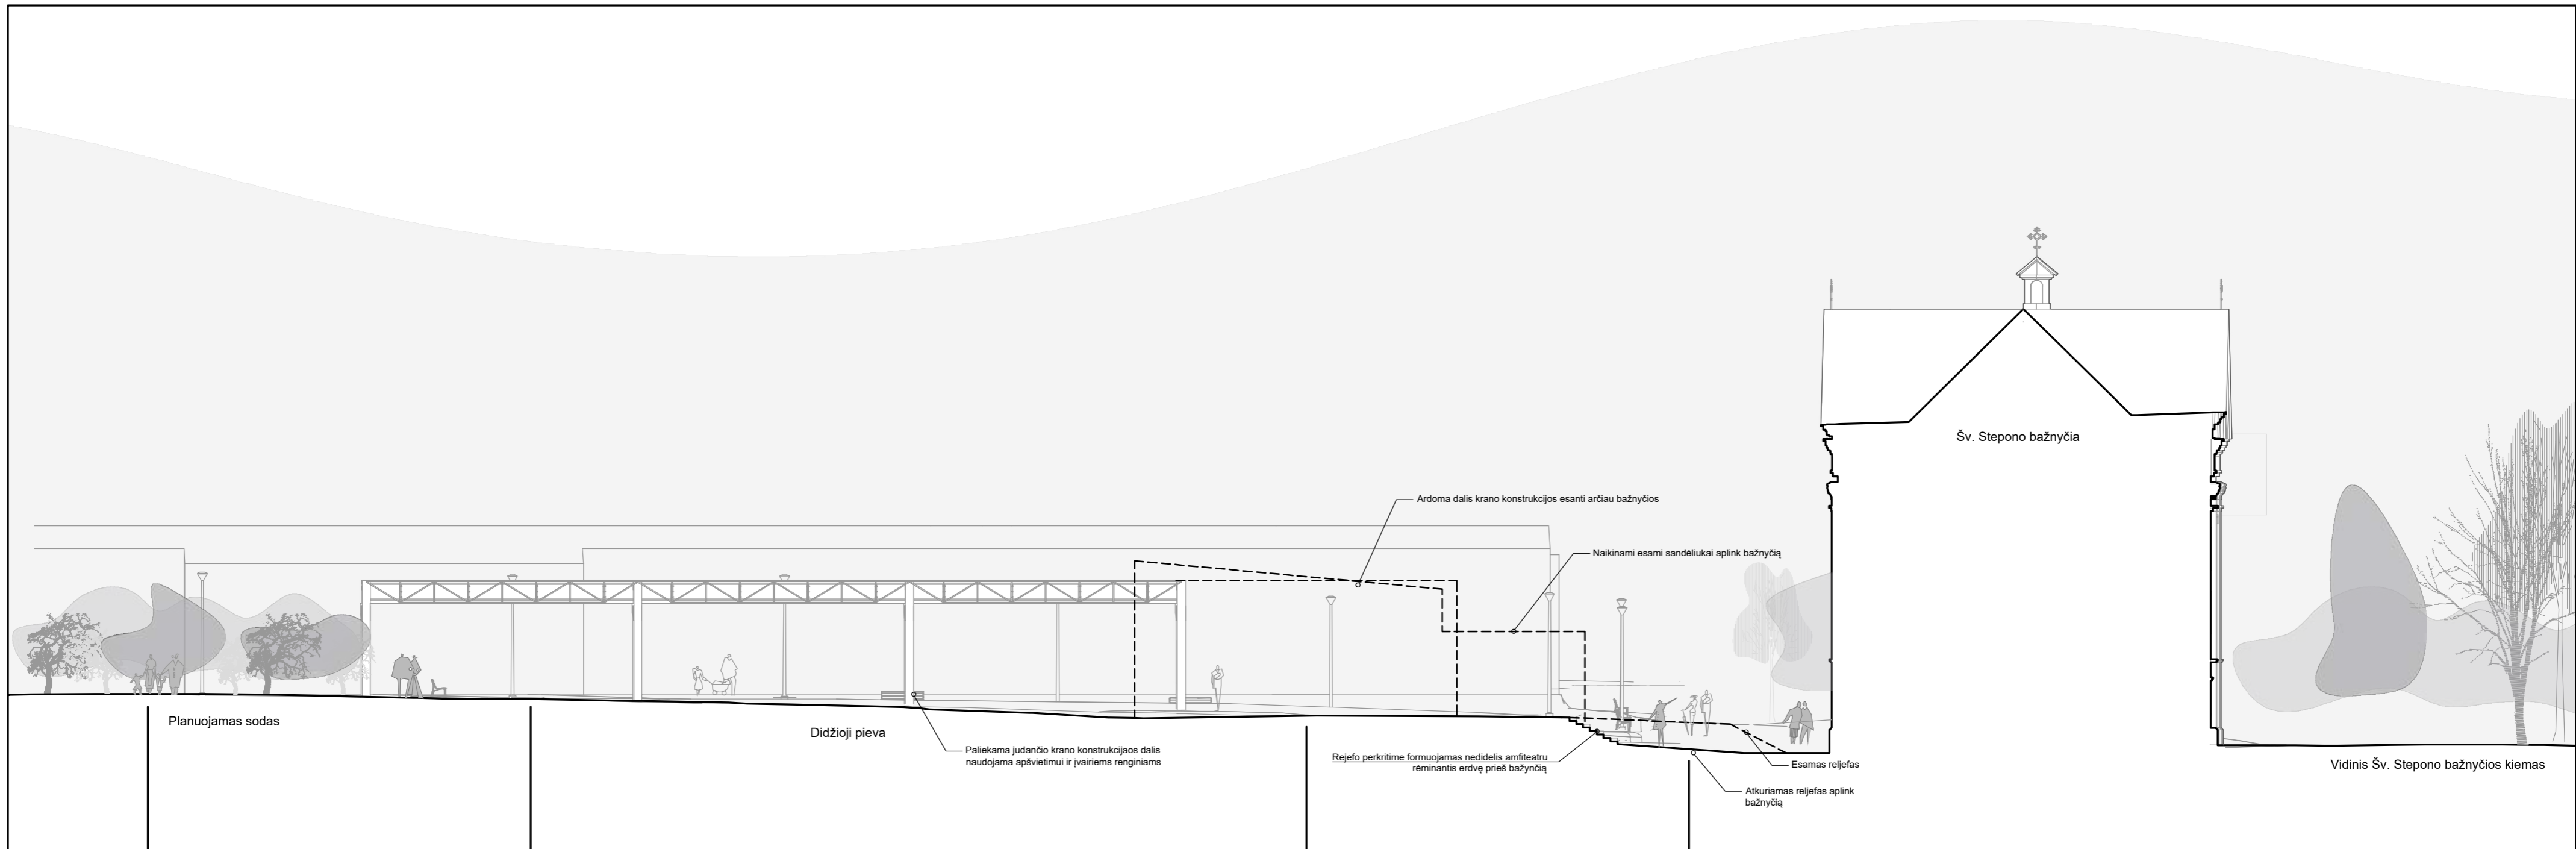 Šv. Stepono bažnyčia
Ardoma dalis krano konstrukcijos esanti arčiau bažnyčios
Naikinami esami sandėliukai aplink bažnyčią
Planuojamas sodas
Didžioji pieva
Paliekama judančio krano konstrukcijaos dalis
naudojama apšvietimui ir įvairiems renginiams
Rejefo perkritime formuojamas nedidelis amfiteatru
rėminantis erdvę prieš bažynčią
Esamas reljefas
Atkuriamas reljefas aplink
bažnyčią
Vidinis Šv. Stepono bažnyčios kiemas